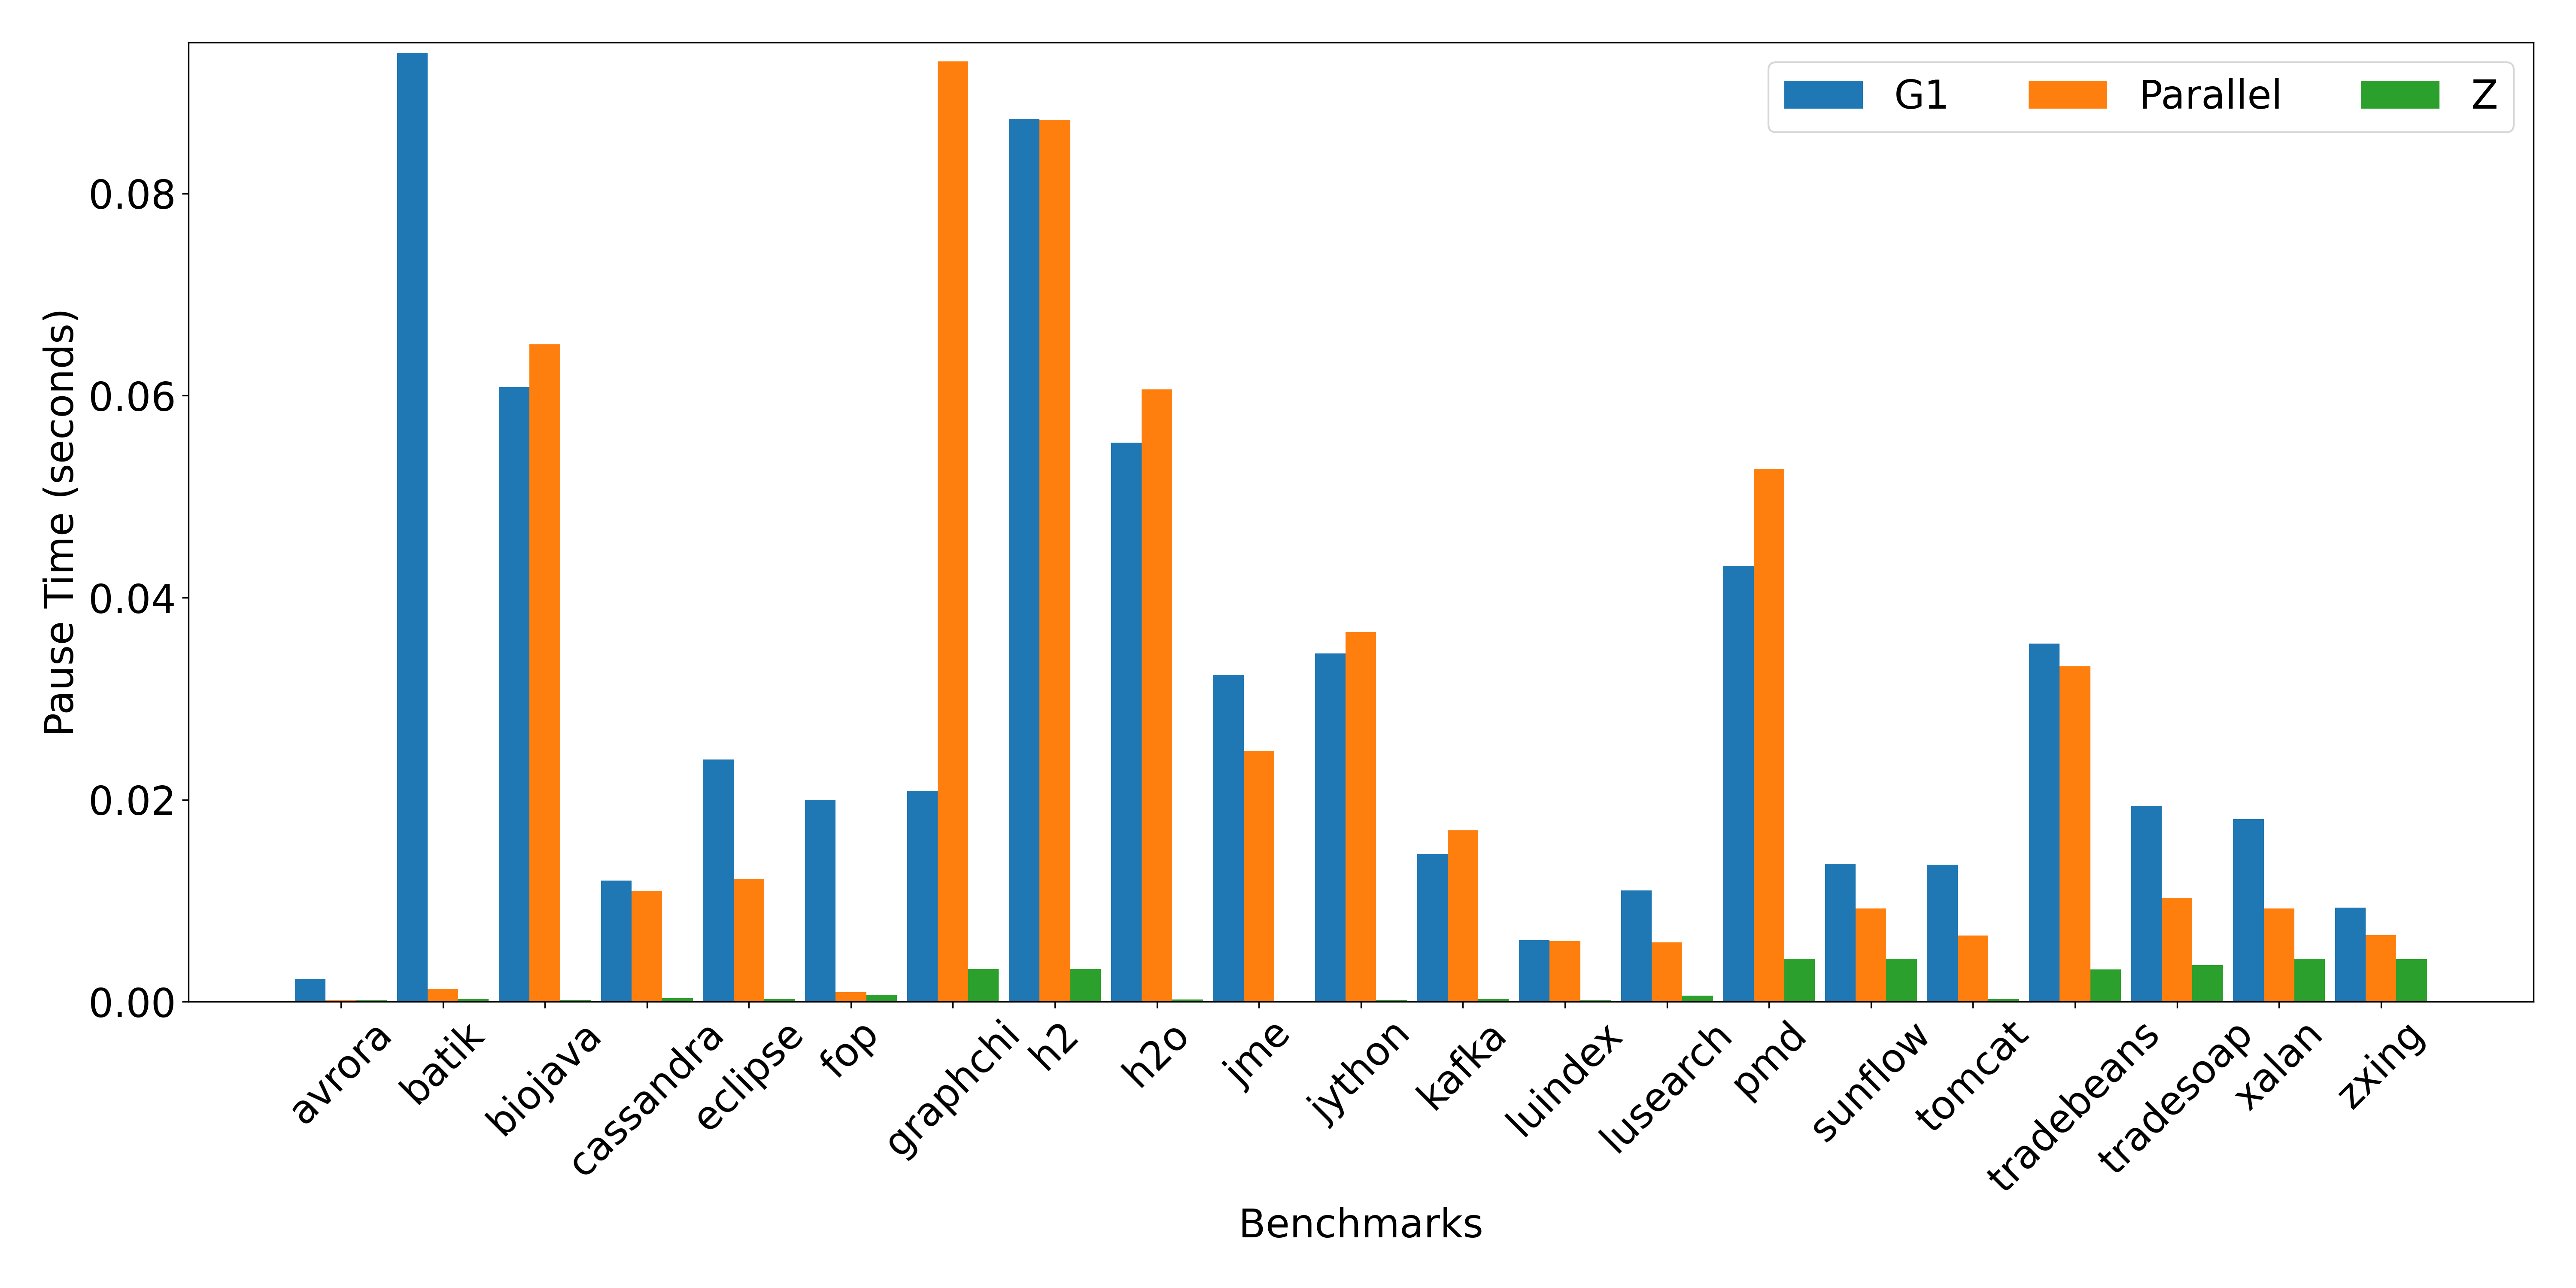 G1 Parallel Z
Pause Time (seconds)
0.08
0.06
0.04
0.02
0.00
avrora
batik
biojava
cassandra
eclipse
fop
graphchi
h2
h2o
jme
jython
kafka
luindex
lusearch
pmd
sunflow
tomcat
tradebeans
tradesoap
xalan
zxing
Benchmarks